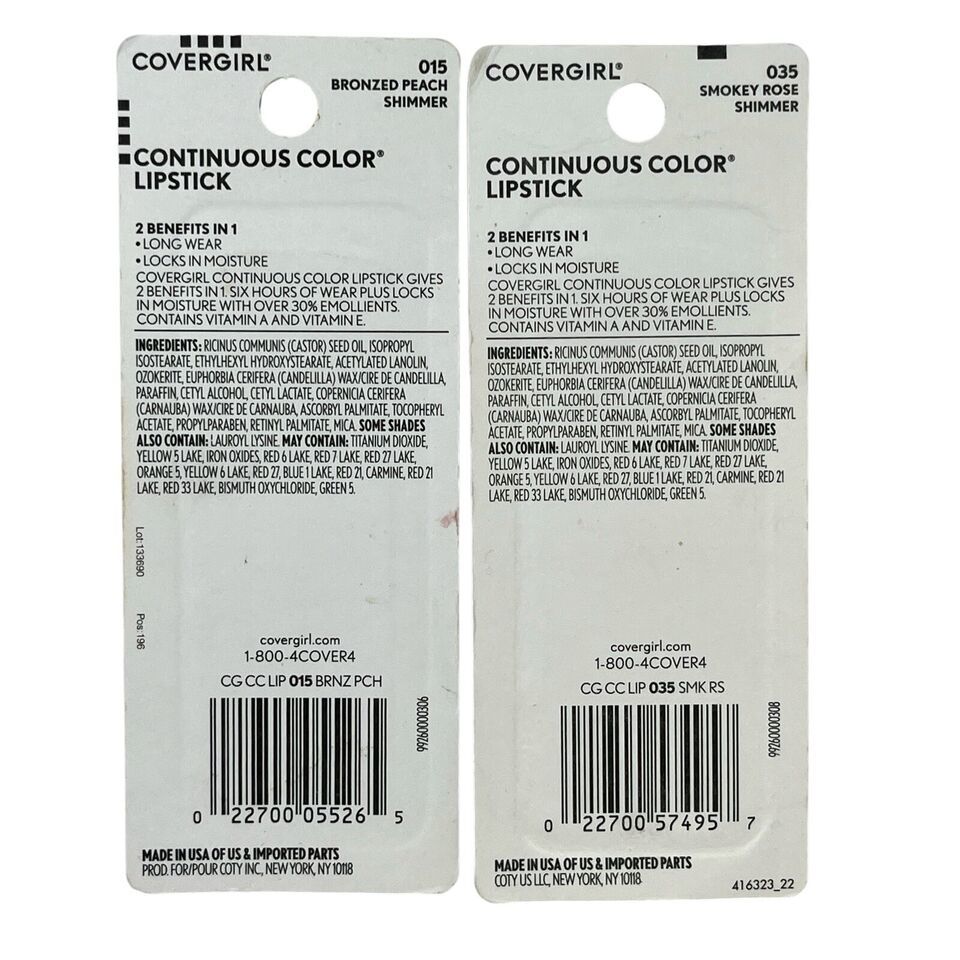 COVERGIRL®
015
BRONZED PEACH
SHIMMER
CONTINUOUS COLOR®
LIPSTICK
2 BENEFITS IN 1
• LONG WEAR
• LOCKS IN MOISTURE
COVERGIRL CONTINUOUS COLOR LIPSTICK GIVES
2 BENEFITS IN 1. SIX HOURS OF WEAR PLUS LOCKS
IN MOISTURE WITH OVER 30% EMOLLIENTS.
CONTAINS VITAMIN A AND VITAMIN E.
INGREDIENTS: RICINUS COMMUNIS (CASTOR) SEED OIL, ISOPROPYL
ISOSTEARATE, ETHYLHEXYL HYDROXYSTEARATE, ACETYLATED LANOLIN,
OZOKERITE, EUPHORBIA CERIFERA (CANDELILLA) WAX/CIRE DE CANDELILLA,
PARAFFIN, CETYL ALCOHOL, CETYL LACTATE, COPERNICIA CERIFERA
(CARNAUBA) WAX/CIRE DE CARNAUBA, ASCORBYL PALMITATE, TOCOPHERYL
ACETATE, PROPYLPARABEN, RETINYL PALMITATE, MICA. SOME SHADES
ALSO CONTAIN: LAUROYL LYSINE. MAY CONTAIN: TITANIUM DIOXIDE,
YELLOW 5 LAKE, IRON OXIDES, RED 6 LAKE, RED 7 LAKE, RED 27 LAKE,
ORANGE 5, YELLOW 6 LAKE, RED 27, BLUE 1 LAKE, RED 21, CARMINE, RED 21
LAKE, RED 33 LAKE, BISMUTH OXYCHLORIDE, GREEN 5.
Lot:133690
Pos:196
covergirl.com
1-800-4COVER4
CG CC LIP 015 BRNZ PCH
99260000306
0 22700 05526 5
MADE IN USA OF US & IMPORTED PARTS
PROD. FOR/POUR COTY INC., NEW YORK, NY 10118
COVERGIRL®
035
SMOKEY ROSE
SHIMMER
CONTINUOUS COLOR®
LIPSTICK
2 BENEFITS IN 1
• LONG WEAR
• LOCKS IN MOISTURE
COVERGIRL CONTINUOUS COLOR LIPSTICK GIVES
2 BENEFITS IN 1. SIX HOURS OF WEAR PLUS LOCKS
IN MOISTURE WITH OVER 30% EMOLLIENTS.
CONTAINS VITAMIN A AND VITAMIN E.
INGREDIENTS: RICINUS COMMUNIS (CASTOR) SEED OIL, ISOPROPYL
ISOSTEARATE, ETHYLHEXYL HYDROXYSTEARATE, ACETYLATED LANOLIN,
OZOKERITE, EUPHORBIA CERIFERA (CANDELILLA) WAX/CIRE DE CANDELILLA,
PARAFFIN, CETYL ALCOHOL, CETYL LACTATE, COPERNICIA CERIFERA
(CARNAUBA) WAX/CIRE DE CARNAUBA, ASCORBYL PALMITATE, TOCOPHERYL
ACETATE, PROPYLPARABEN, RETINYL PALMITATE, MICA. SOME SHADES
ALSO CONTAIN: LAUROYL LYSINE. MAY CONTAIN: TITANIUM DIOXIDE,
YELLOW 5 LAKE, IRON OXIDES, RED 6 LAKE, RED 7 LAKE, RED 27 LAKE,
ORANGE 5, YELLOW 6 LAKE, RED 27, BLUE 1 LAKE, RED 21, CARMINE, RED 21
LAKE, RED 33 LAKE, BISMUTH OXYCHLORIDE, GREEN 5.
covergirl.com
1-800-4COVER4
CG CC LIP 035 SMK RS
99260000308
0 22700 57495 7
MADE IN USA OF US & IMPORTED PARTS
COTY US LLC, NEW YORK, NY 10118
416323_22